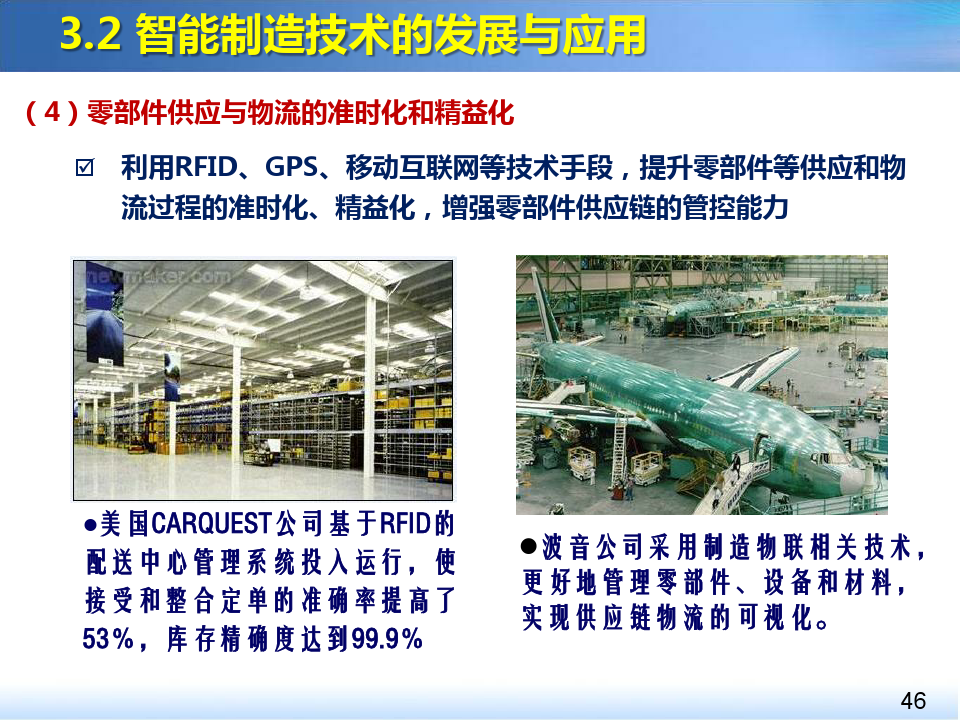 3.2 智能制造技术的发展与应用
（4）零部件供应与物流的准时化和精益化
利用RFID、GPS、移动互联网等技术手段，提升零部件等供应和物
流过程的准时化、精益化，增强零部件供应链的管控能力
newmaker.com
●美国CARQUEST公司基于RFID的
配送中心管理系统投入运行，使
接受和整合定单的准确率提高了
53%，库存精确度达到99.9%
●波音公司采用制造物联相关技术，
更好地管理零部件、设备和材料，
实现供应链物流的可视化。
46